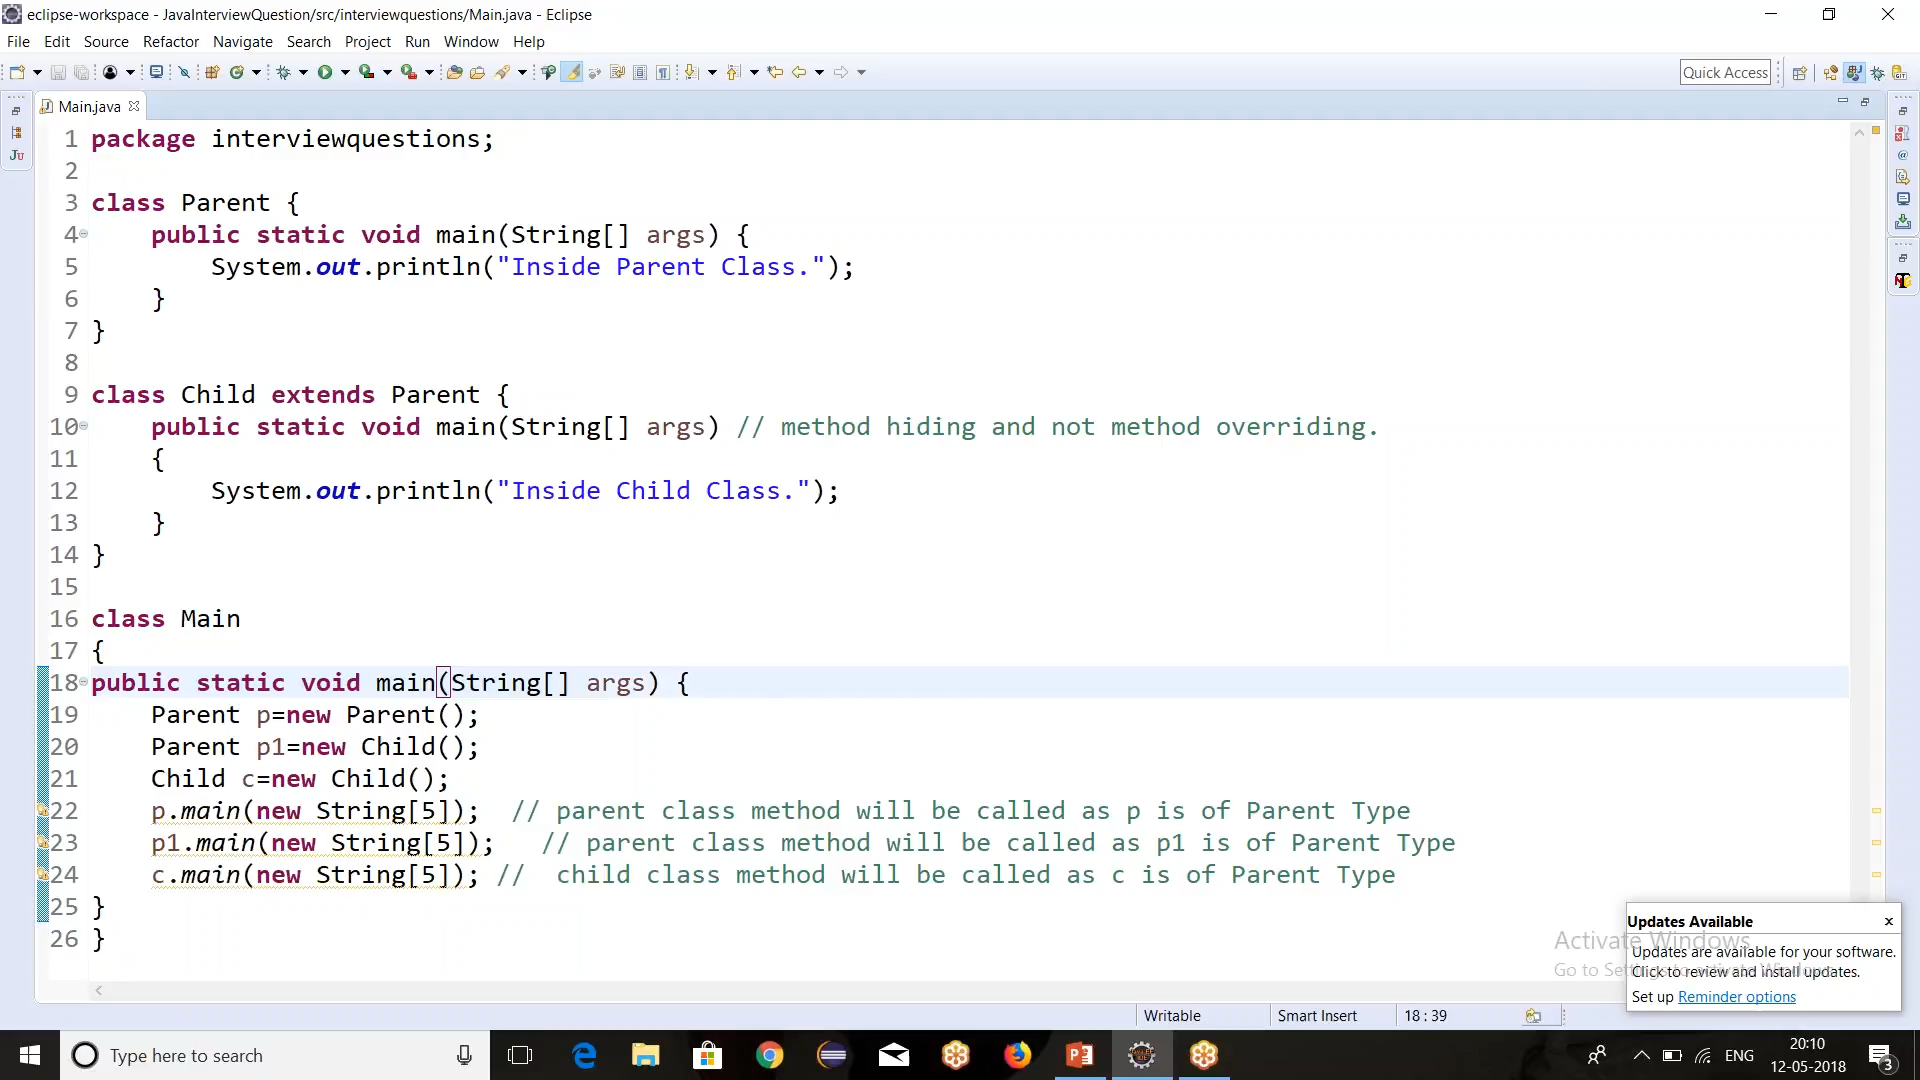 eclipse-workspace - JavaInterviewQuestion/src/interviewquestions/Main.java - Eclipse
File Edit Source Refactor Navigate Search Project Run Window Help
Quick Access
Main.java
1 package interviewquestions;
2
3 class Parent {
4 public static void main(String[] args) {
5 System.out.println("Inside Parent Class.");
6 }
7 }
8
9 class Child extends Parent {
10 public static void main(String[] args) // method hiding and not method overriding.
11 {
12 System.out.println("Inside Child Class.");
13 }
14 }
15
16 class Main
17 {
18 public static void main(String[] args) {
19 Parent p=new Parent();
20 Parent p1=new Child();
21 Child c=new Child();
22 p.main(new String[5]); // parent class method will be called as p is of Parent Type
23 p1.main(new String[5]); // parent class method will be called as p1 is of Parent Type
24 c.main(new String[5]); // child class method will be called as c is of Parent Type
25 }
26 }
Updates Available
Activate Windows
Updates are available for your software.
Go to Settings to activate Windows.
Click to review and install updates.
Set up Reminder options
Writable Smart Insert 18 : 39
Type here to search
ENG
20:10
12-05-2018
3